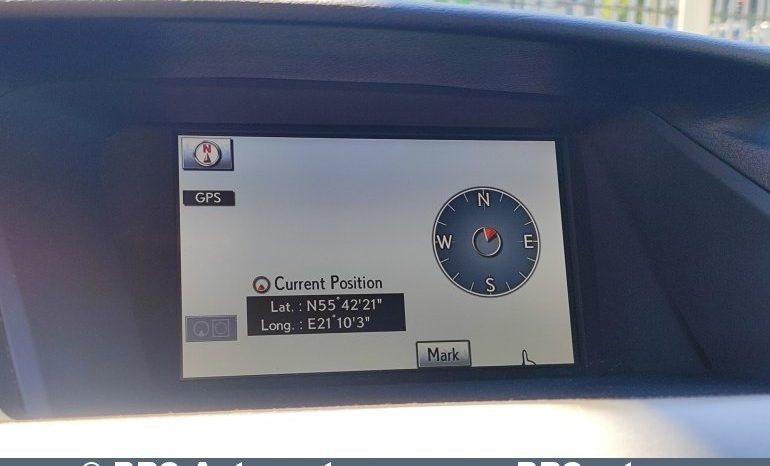 N
GPS
N
W E
S
Current Position
Lat. : N55°42'21"
Long. : E21°10'3"
Mark